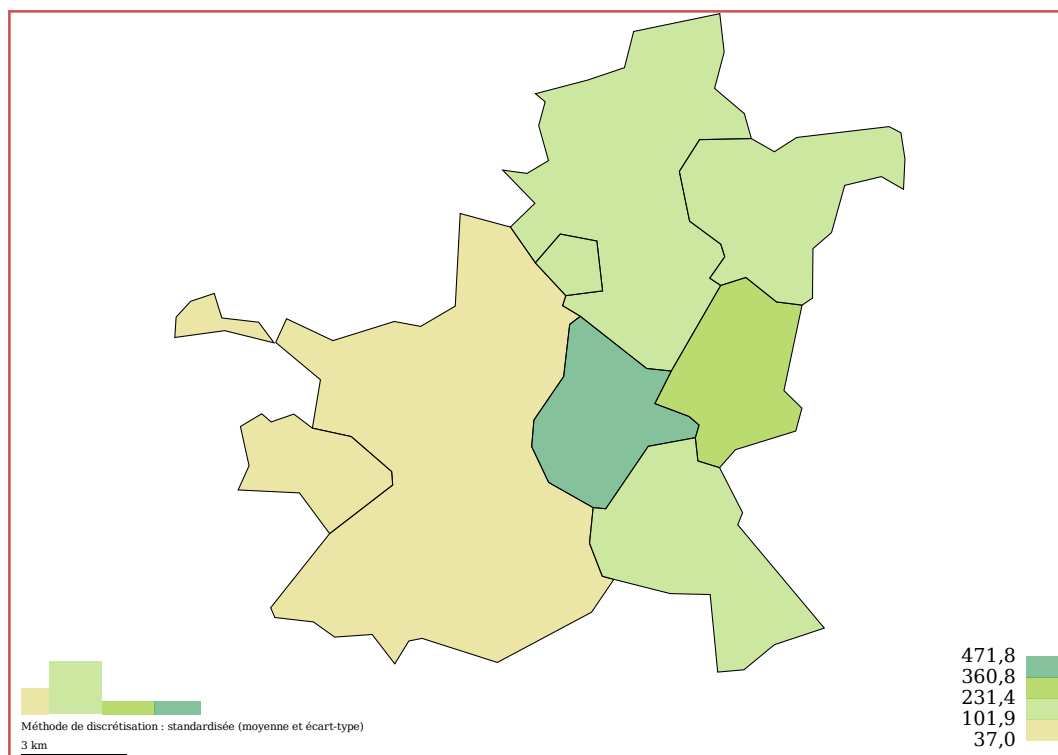 471,8
360,8
231,4
101,9
37,0
Méthode de discrétisation : standardisée (moyenne et écart-type)
3 km